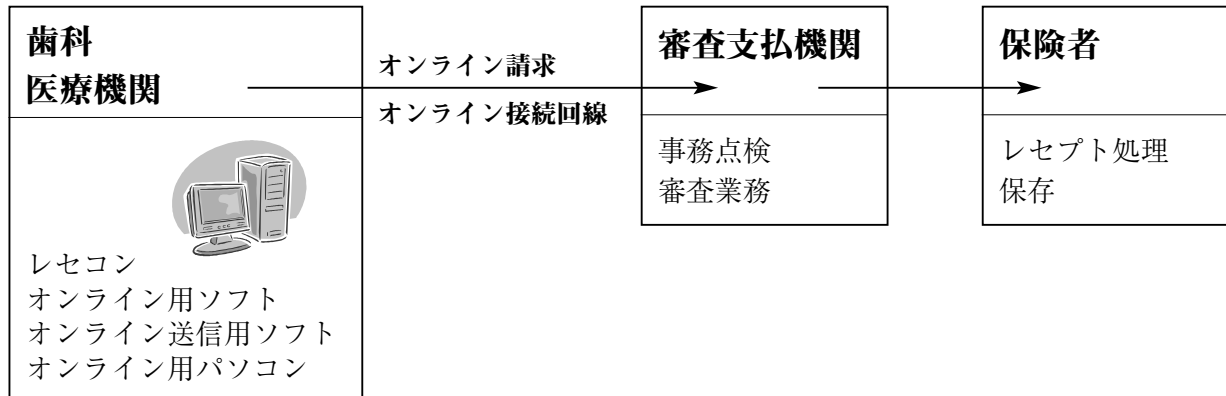 歯科
医療機関
オンライン請求
オンライン接続回線
審査支払機関
保険者
事務点検
審査業務
レセプト処理
保存
レセコン
オンライン用ソフト
オンライン送信用ソフト
オンライン用パソコン